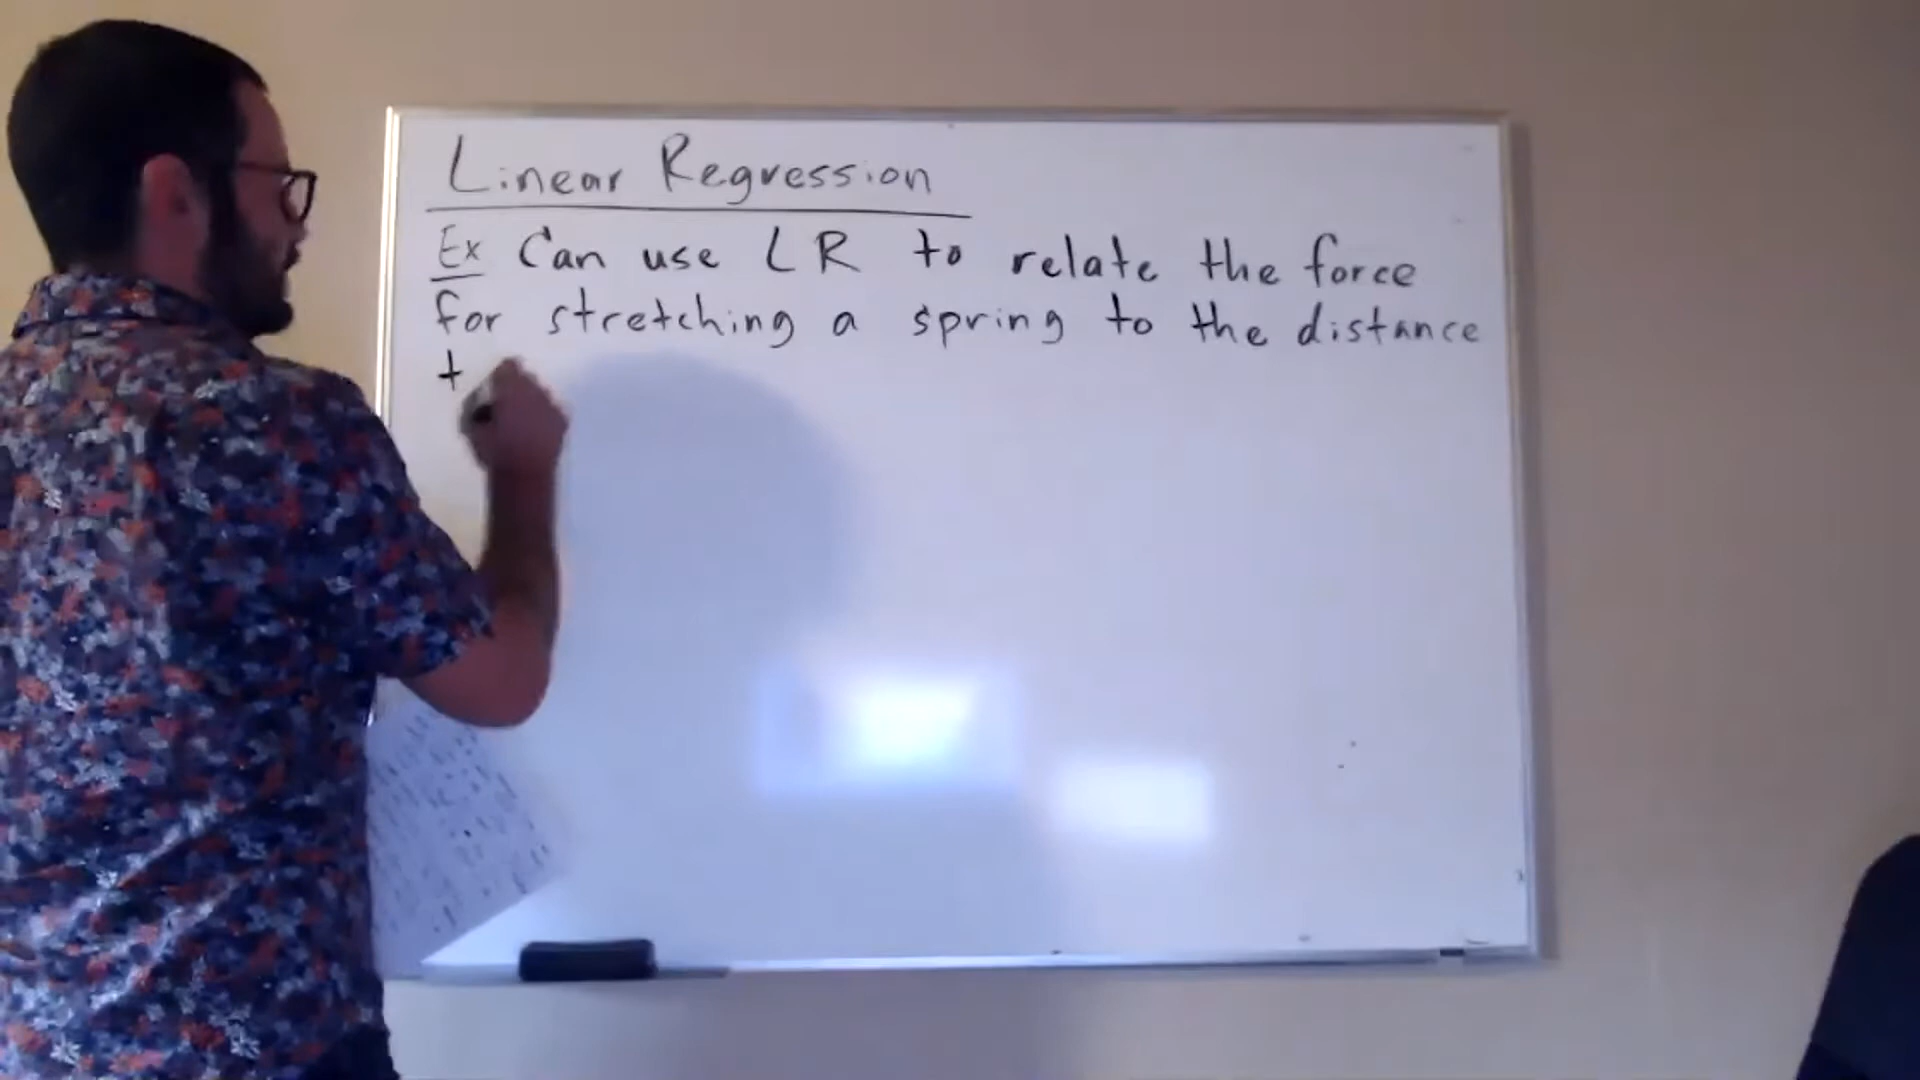 Linear Regression
Ex Can use LR to relate the force
for stretching a spring to the distance
t